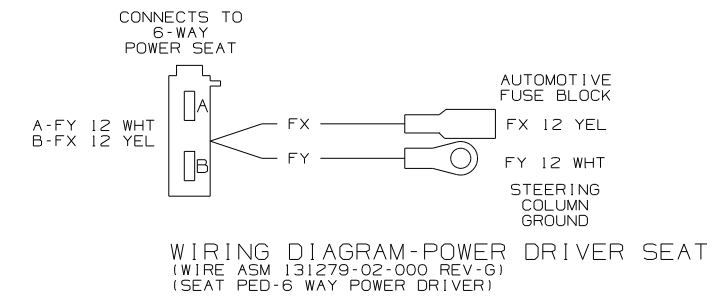 CONNECTS TO
6-WAY
POWER SEAT
A-FY 12 WHT
B-FX 12 YEL
A
B
FX
FY
AUTOMOTIVE
FUSE BLOCK
FX 12 YEL
FY 12 WHT
STEERING
COLUMN
GROUND
WIRING DIAGRAM-POWER DRIVER SEAT
(WIRE ASM 131279-02-000 REV-G)
(SEAT PED-6 WAY POWER DRIVER)